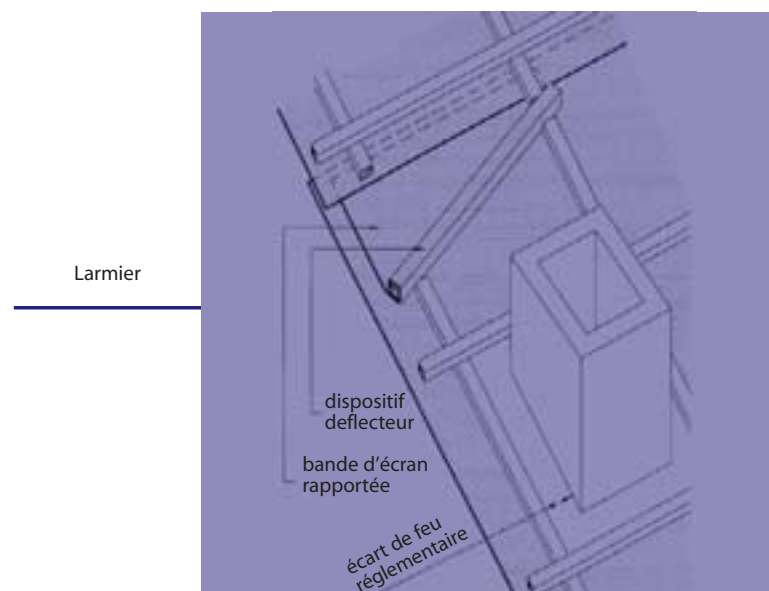 Larmier
dispositif
deflecteur
bande d'écran
rapportée
écart de feu
réglementaire